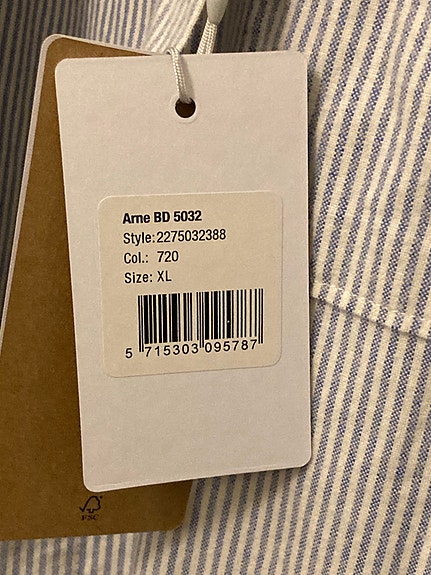 Arne BD 5032
Style:2275032388
Col.: 720
Size: XL
5 715303 095787
FSC